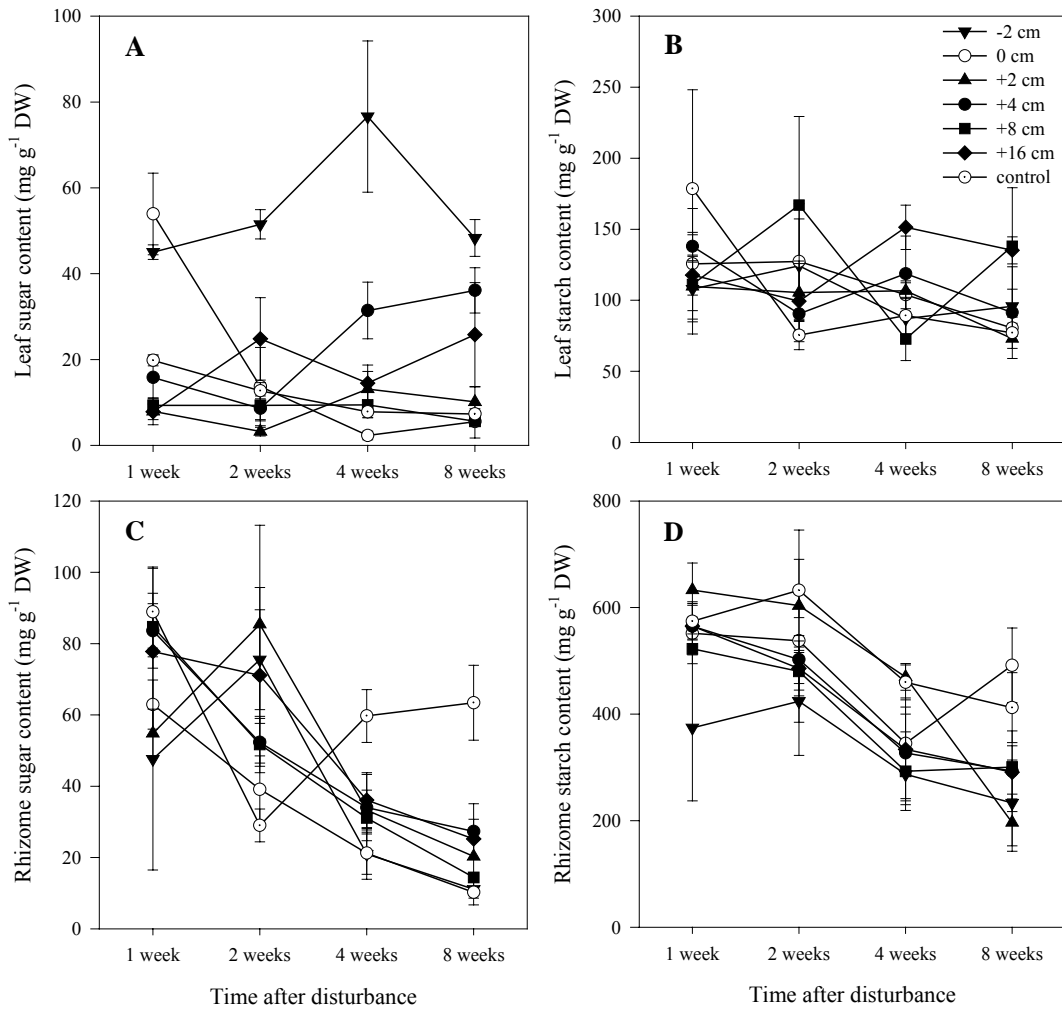 A
Leaf sugar content (mg g-1 DW)
100
80
60
40
20
0
1 week 2 weeks 4 weeks 8 weeks
B
Leaf starch content (mg g-1 DW)
300
250
200
150
100
50
0
-2 cm
0 cm
+2 cm
+4 cm
+8 cm
+16 cm
control
1 week 2 weeks 4 weeks 8 weeks
C
Rhizome sugar content (mg g-1 DW)
120
100
80
60
40
20
0
1 week 2 weeks 4 weeks 8 weeks
Time after disturbance
D
Rhizome starch content (mg g-1 DW)
800
600
400
200
0
1 week 2 weeks 4 weeks 8 weeks
Time after disturbance